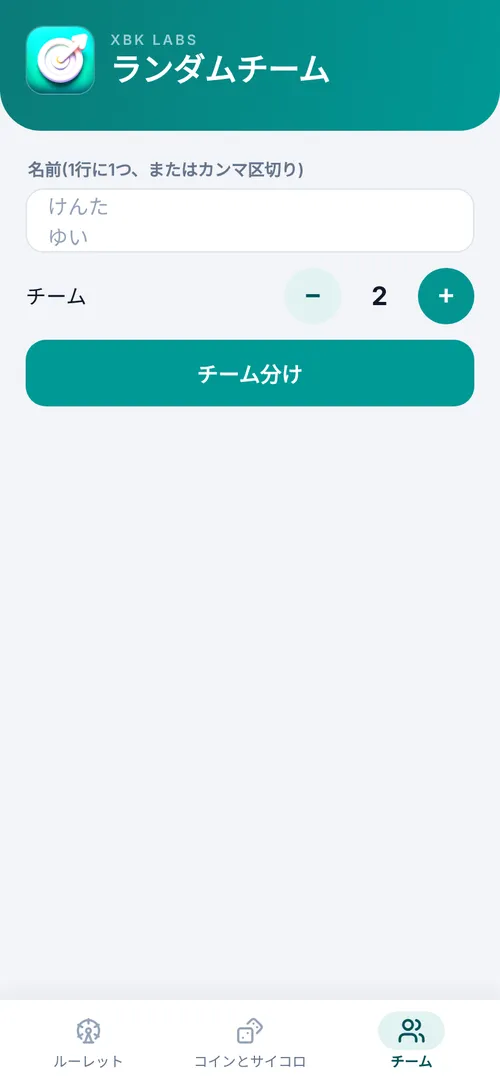 XBK LABS
ランダムチーム
名前(1行に1つ、またはカンマ区切り)
けんた
ゆい
チーム
− 2 +
チーム分け
ルーレット
コインとサイコロ
チーム